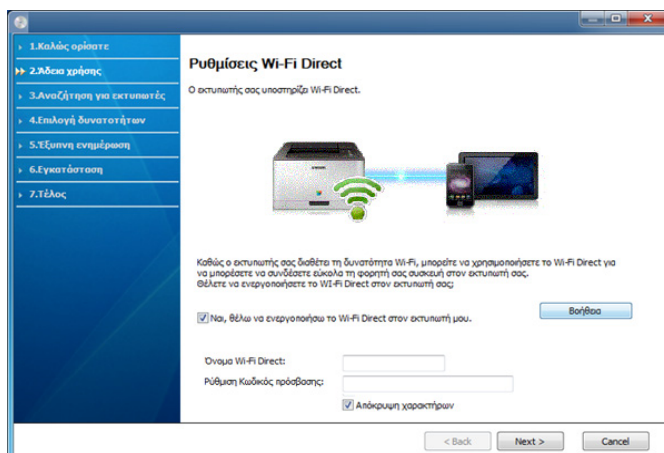 1.Καλώς ορίσατε
2.Άδεια χρήσης
3.Αναζήτηση για εκτυπωτές
4.Επιλογή δυνατοτήτων
5.Έξυπνη ενημέρωση
6.Εγκατάσταση
7.Τέλος
Ρυθμίσεις Wi-Fi Direct
Ο εκτυπωτής σας υποστηρίζει Wi-Fi Direct.
Καθώς ο εκτυπωτής σας διαθέτει τη δυνατότητα Wi-Fi, μπορείτε να χρησιμοποιήσετε το Wi-Fi Direct για
να μπορέσετε να συνδέσετε εύκολα τη φορητή σας συσκευή στον εκτυπωτή σας.
Θέλετε να ενεργοποιήσετε το WI-Fi Direct στον εκτυπωτή σας;
Βοήθεια
Ναι, θέλω να ενεργοποιήσω το Wi-Fi Direct στον εκτυπωτή μου.
Όνομα Wi-Fi Direct:
Ρύθμιση Κωδικός πρόσβασης:
Απόκρυψη χαρακτήρων
< Back Next > Cancel